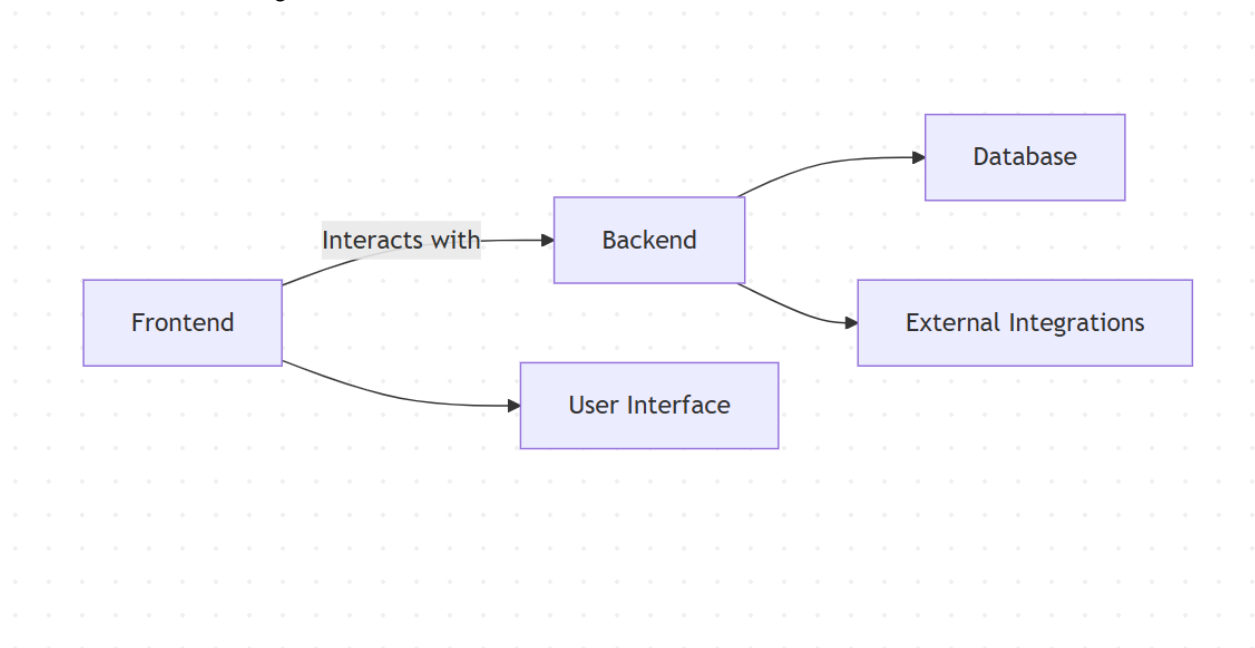 Database
Interacts with
Backend
Frontend
External Integrations
User Interface